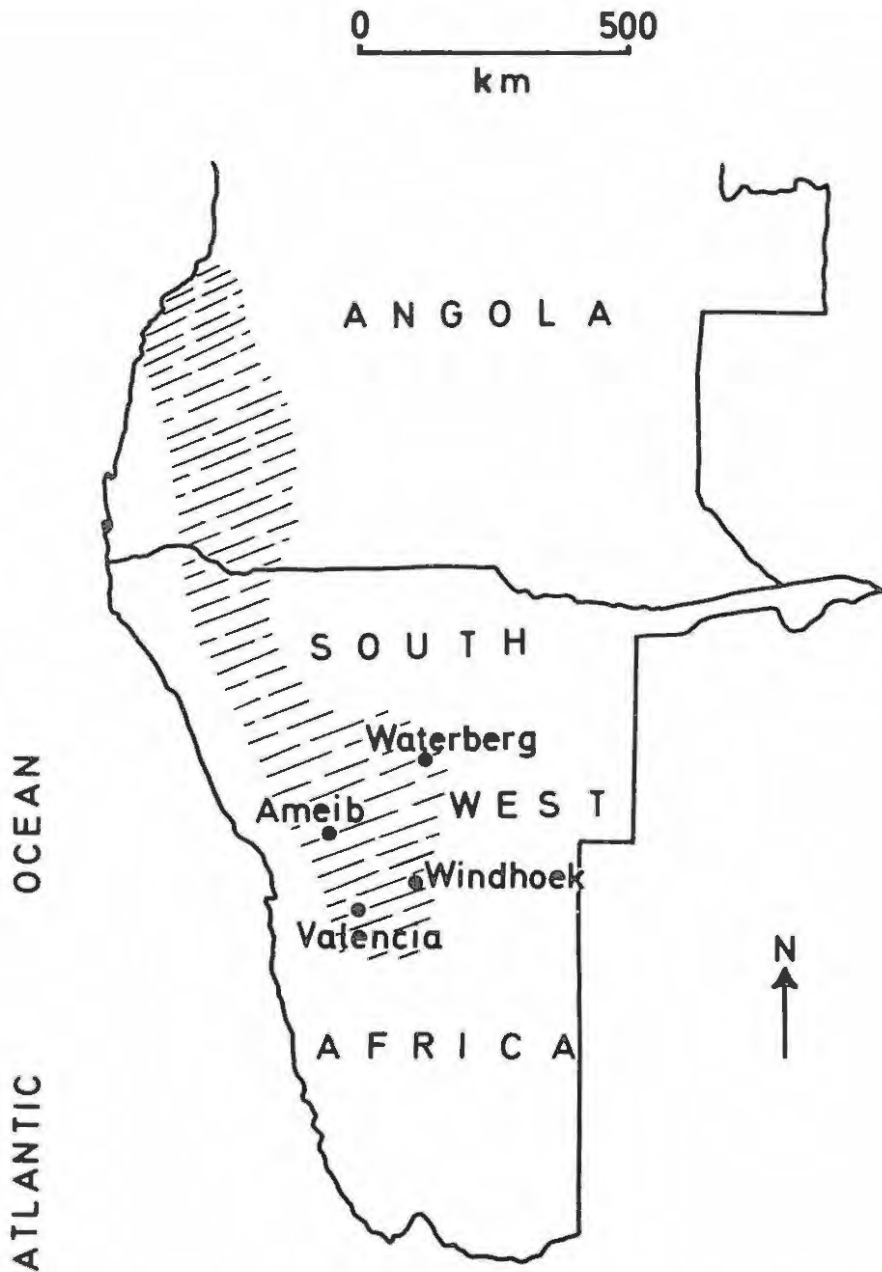 0 500
km
ANGOLA
SOUTH
Waterberg
Ameib
WEST
Windhoek
Valencia
N
AFRICA
ATLANTIC OCEAN